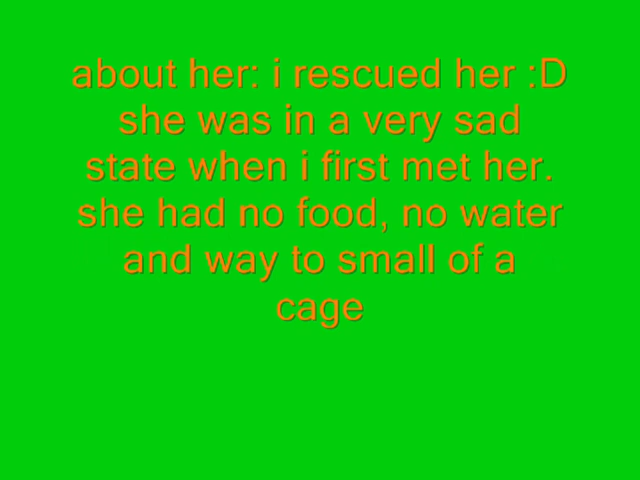 about her: i rescued her :D
she was in a very sad
state when i first met her.
she had no food, no water
and way to small of a
cage